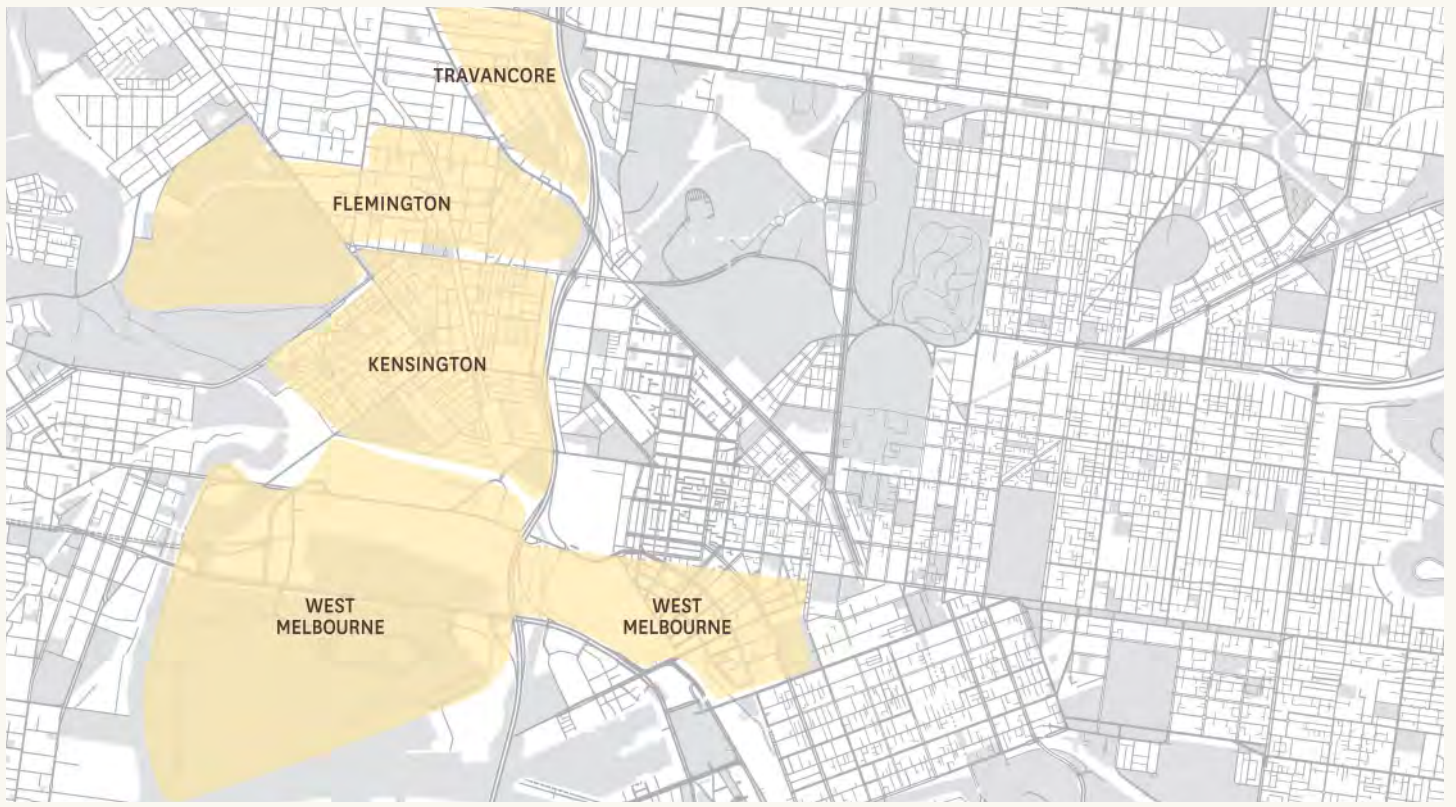 TRAVANCORE
FLEMINGTON
KENSINGTON
WEST
MELBOURNE
WEST
MELBOURNE